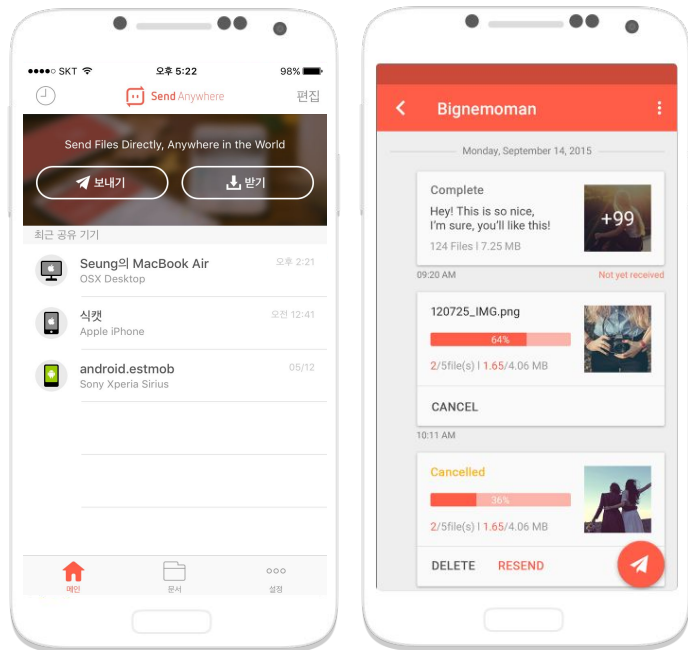 SKT 오후 5:22 98%
Send Anywhere 편집
Send Files Directly, Anywhere in the World
보내기 받기
최근 공유 기기
Seung의 MacBook Air 오후 2:21
OSX Desktop
식캣 오전 12:41
Apple iPhone
android.estmob 05/12
Sony Xperia Sirius
메인 문서 설정
Bignemoman
Monday, September 14, 2015
Complete
Hey! This is so nice,
I'm sure, you'll like this!
+99
124 Files l 7.25 MB
09:20 AM Not yet received
120725_IMG.png
64%
2/5file(s) l 1.65/4.06 MB
CANCEL
10:11 AM
Cancelled
36%
2/5file(s) l 1.65/4.06 MB
DELETE RESEND